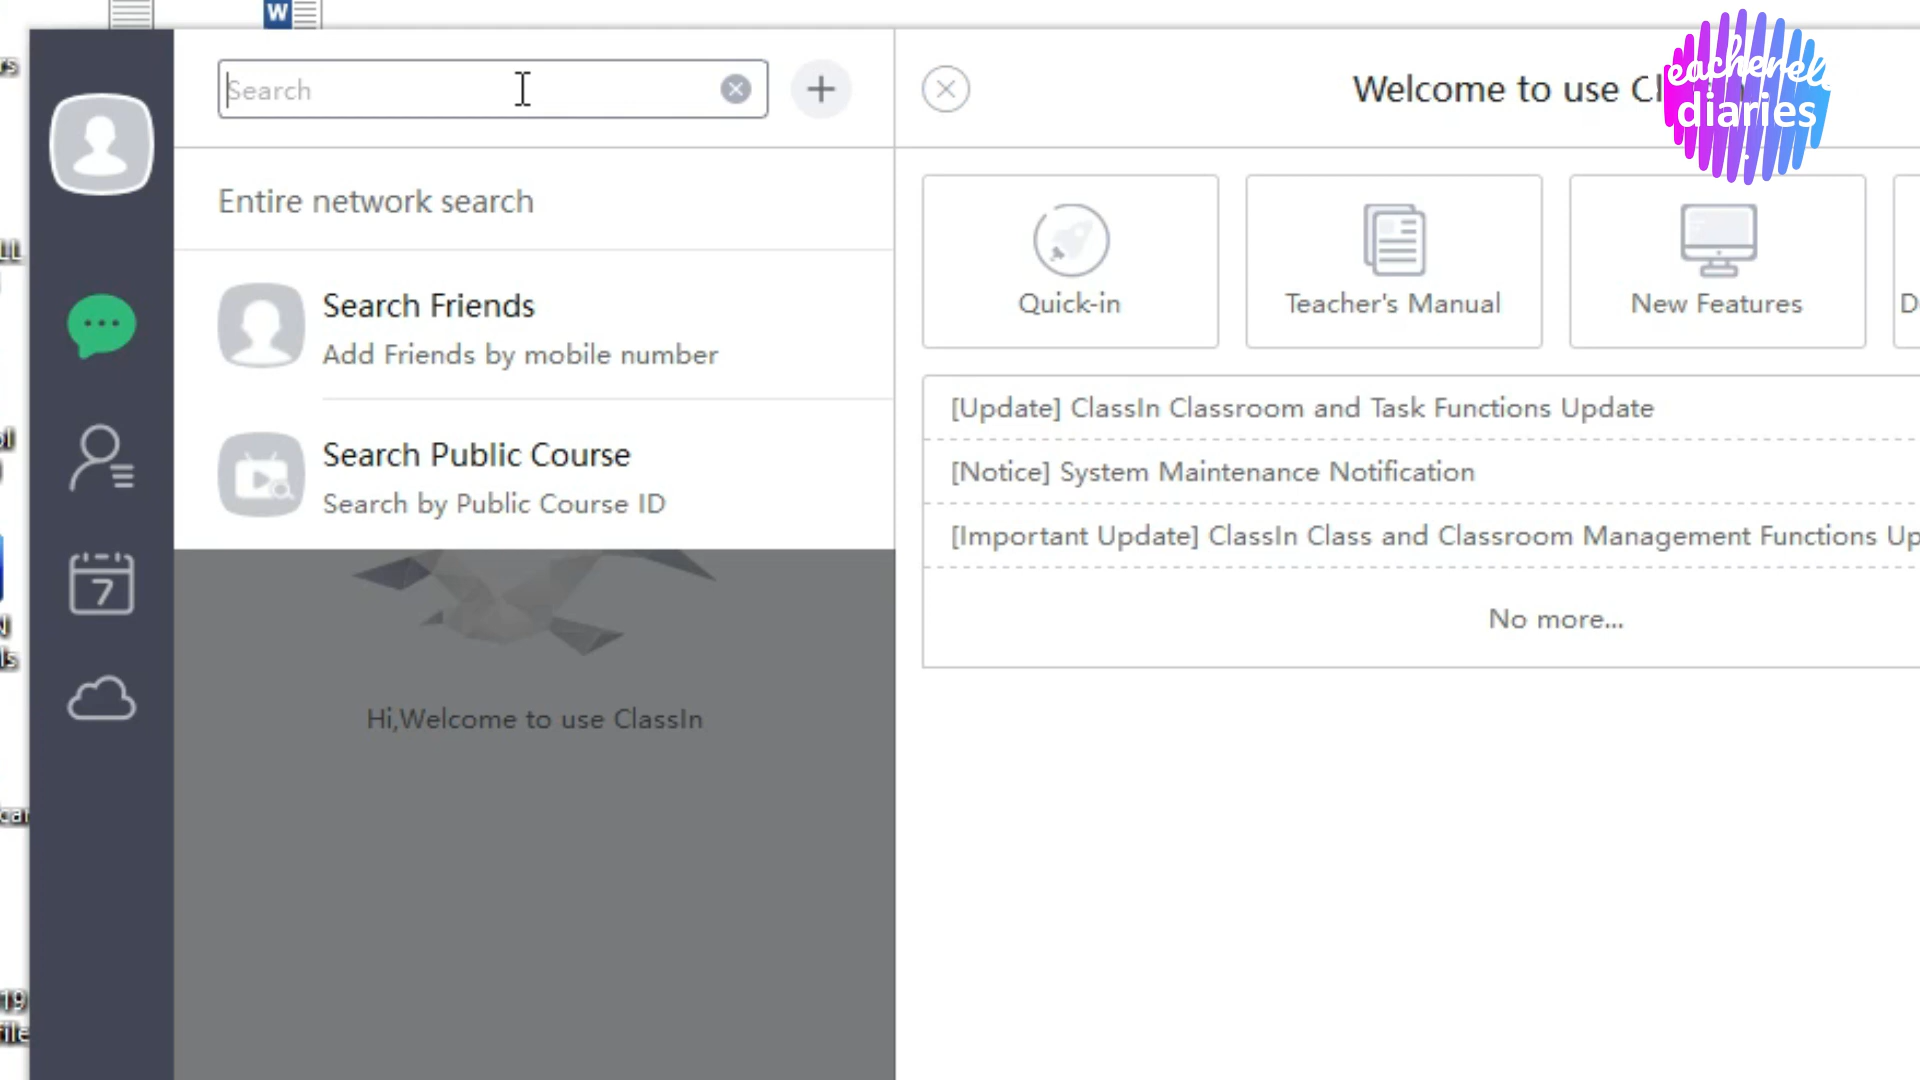 W
Search
Entire network search
Search Friends
Add Friends by mobile number
Search Public Course
Search by Public Course ID
Hi,Welcome to use ClassIn
7
Welcome to use Cl
eacherell
diaries
Quick-in
Teacher's Manual
New Features
D
[Update] ClassIn Classroom and Task Functions Update
[Notice] System Maintenance Notification
[Important Update] ClassIn Class and Classroom Management Functions Up
No more...
19